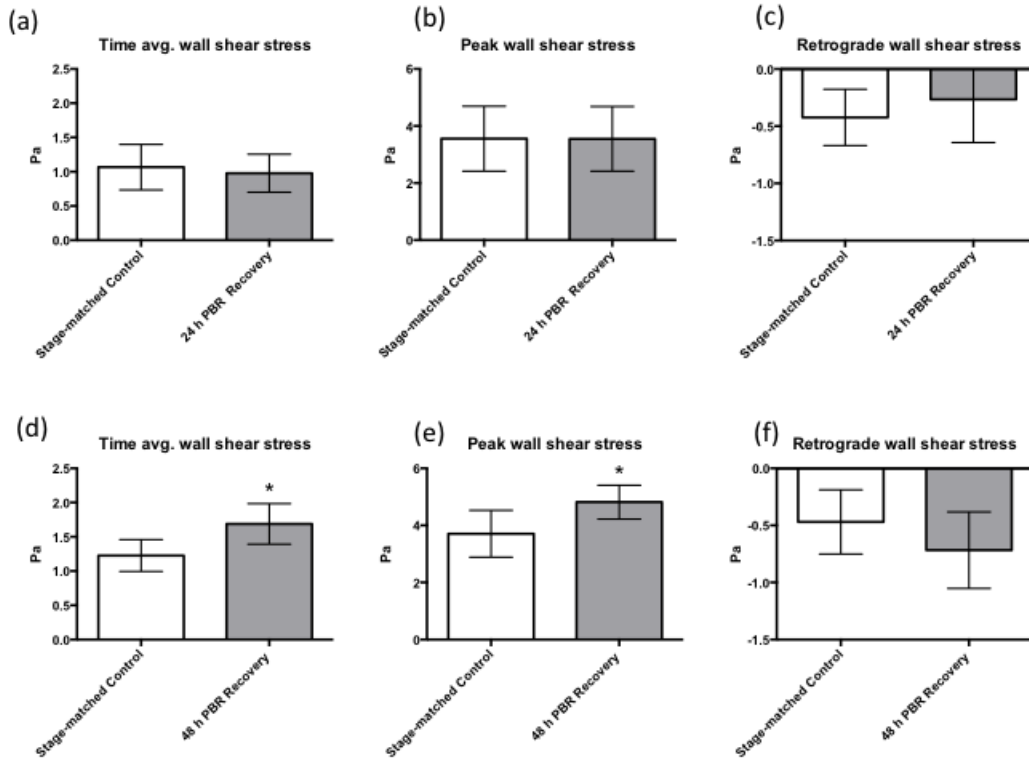 (a)
Time avg. wall shear stress
2.5
2.0
1.5
1.0
0.5
0.0
Pa
Stage-matched Control
24 h PBR Recovery
(b)
Peak wall shear stress
6
4
2
0
Pa
Stage-matched Control
24 h PBR Recovery
(c)
Retrograde wall shear stress
0.0
-0.5
-1.0
-1.5
Pa
Stage-matched Control
24 h PBR Recovery
(d)
Time avg. wall shear stress
2.5
2.0
1.5
1.0
0.5
0.0
Pa
*
Stage-matched Control
48 h PBR Recovery
(e)
Peak wall shear stress
6
4
2
0
Pa
*
Stage-matched Control
48 h PBR Recovery
(f)
Retrograde wall shear stress
0.0
-0.5
-1.0
-1.5
Pa
Stage-matched Control
48 h PBR Recovery